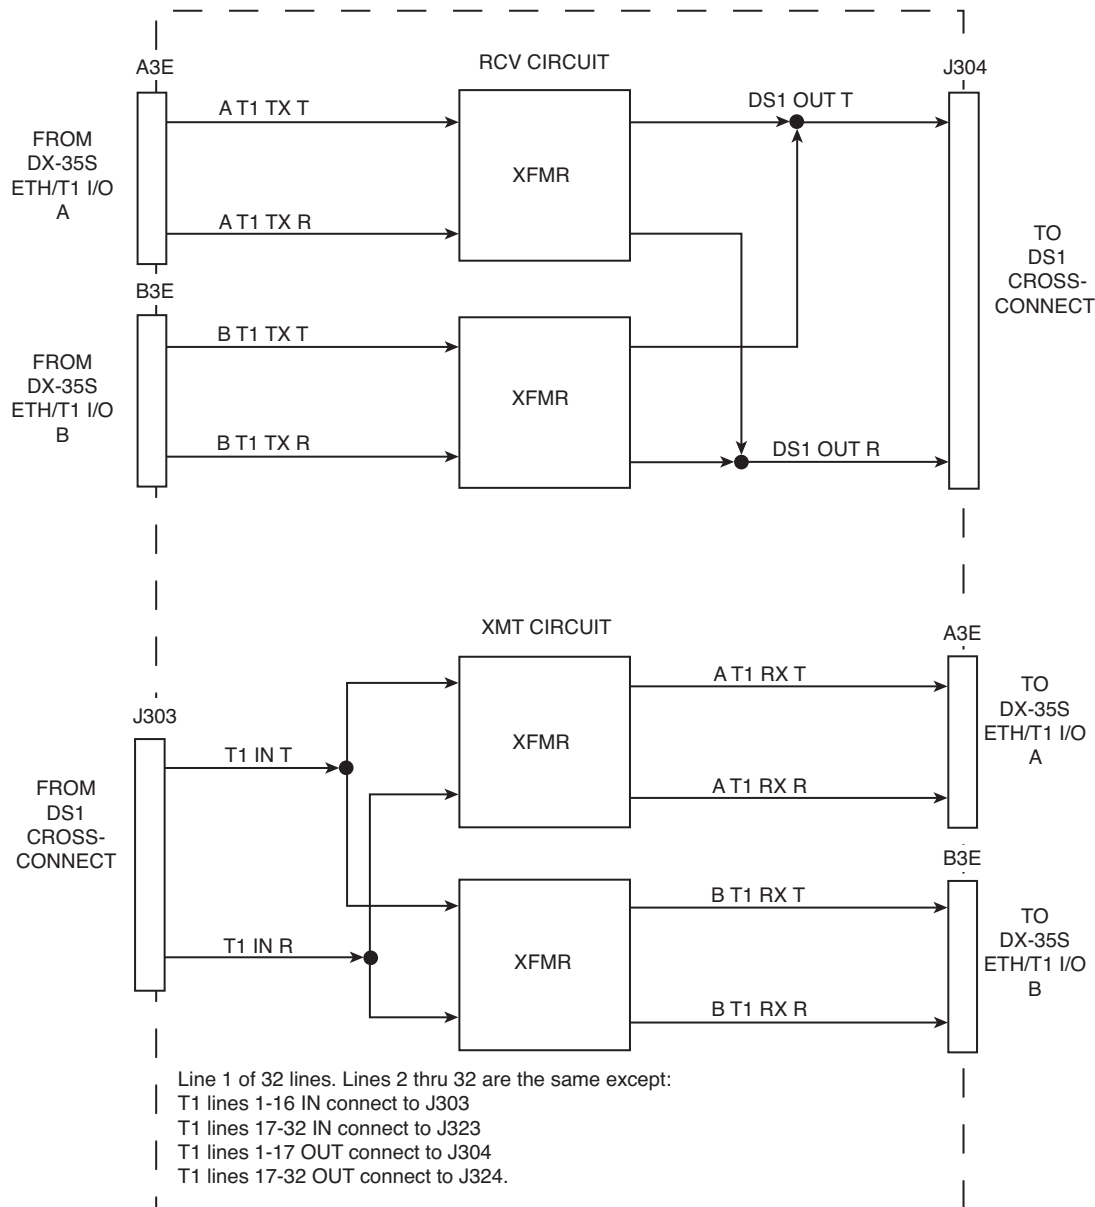 RCV CIRCUIT
A3E
J304
FROM
DX-35S
ETH/T1 I/O
A
A T1 TX T
A T1 TX R
XFMR
DS1 OUT T
B3E
FROM
DX-35S
ETH/T1 I/O
B
B T1 TX T
B T1 TX R
XFMR
DS1 OUT R
TO
DS1
CROSS-
CONNECT
XMT CIRCUIT
J303
FROM
DS1
CROSS-
CONNECT
T1 IN T
T1 IN R
XFMR
A T1 RX T
A T1 RX R
A3E
TO
DX-35S
ETH/T1 I/O
A
XFMR
B T1 RX T
B T1 RX R
B3E
TO
DX-35S
ETH/T1 I/O
B
Line 1 of 32 lines. Lines 2 thru 32 are the same except:
T1 lines 1-16 IN connect to J303
T1 lines 17-32 IN connect to J323
T1 lines 1-17 OUT connect to J304
T1 lines 17-32 OUT connect to J324.